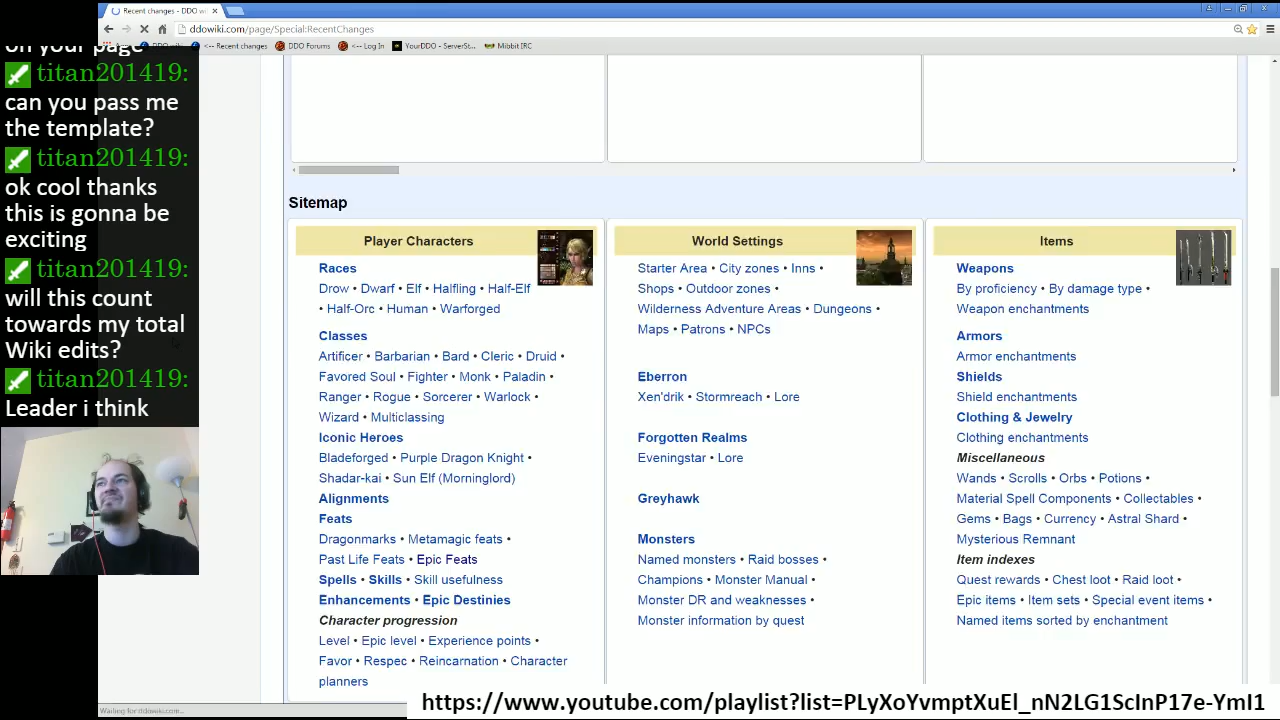 Recent changes - DDO wi
ddowiki.com/page/Special:RecentChanges
<-- Recent changes
DDO Forums
<-- Log In
YourDDO - ServerSt...
Mibbit IRC
on your page
titan201419:
can you pass me
the template?
titan201419:
ok cool thanks
this is gonna be
exciting
titan201419:
will this count
towards my total
Wiki edits?
titan201419:
Leader i think
Sitemap
Player Characters
Races
Drow • Dwarf • Elf • Halfling • Half-Elf
• Half-Orc • Human • Warforged
Classes
Artificer • Barbarian • Bard • Cleric • Druid •
Favored Soul • Fighter • Monk • Paladin •
Ranger • Rogue • Sorcerer • Warlock •
Wizard • Multiclassing
Iconic Heroes
Bladeforged • Purple Dragon Knight •
Shadar-kai • Sun Elf (Morninglord)
Alignments
Feats
Dragonmarks • Metamagic feats •
Past Life Feats • Epic Feats
Spells • Skills • Skill usefulness
Enhancements • Epic Destinies
Character progression
Level • Epic level • Experience points •
Favor • Respec • Reincarnation • Character
planners
World Settings
Starter Area • City zones • Inns •
Shops • Outdoor zones •
Wilderness Adventure Areas • Dungeons •
Maps • Patrons • NPCs
Eberron
Xen'drik • Stormreach • Lore
Forgotten Realms
Eveningstar • Lore
Greyhawk
Monsters
Named monsters • Raid bosses •
Champions • Monster Manual •
Monster DR and weaknesses •
Monster information by quest
Items
Weapons
By proficiency • By damage type •
Weapon enchantments
Armors
Armor enchantments
Shields
Shield enchantments
Clothing & Jewelry
Clothing enchantments
Miscellaneous
Wands • Scrolls • Orbs • Potions •
Material Spell Components • Collectables •
Gems • Bags • Currency • Astral Shard •
Mysterious Remnant
Item indexes
Quest rewards • Chest loot • Raid loot •
Epic items • Item sets • Special event items •
Named items sorted by enchantment
Waiting for ddowiki.com...
https://www.youtube.com/playlist?list=PLyXoYvmptXuEl_nN2LG1ScInP17e-YmI1